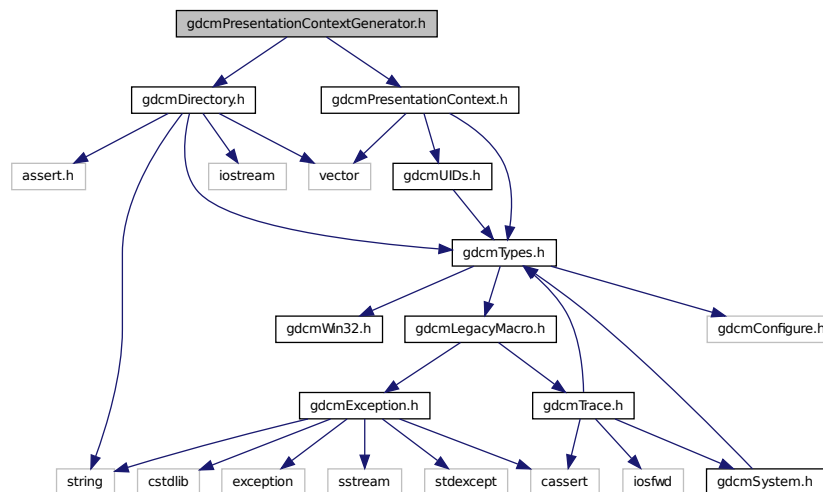 gdcmPresentationContextGenerator.h
gdcmDirectory.h
gdcmPresentationContext.h
assert.h
iostream
vector
gdcmUIDs.h
gdcmTypes.h
gdcmWin32.h
gdcmLegacyMacro.h
gdcmConfigure.h
gdcmException.h
gdcmTrace.h
string
cstdlib
exception
sstream
stdexcept
cassert
iosfwd
gdcmSystem.h